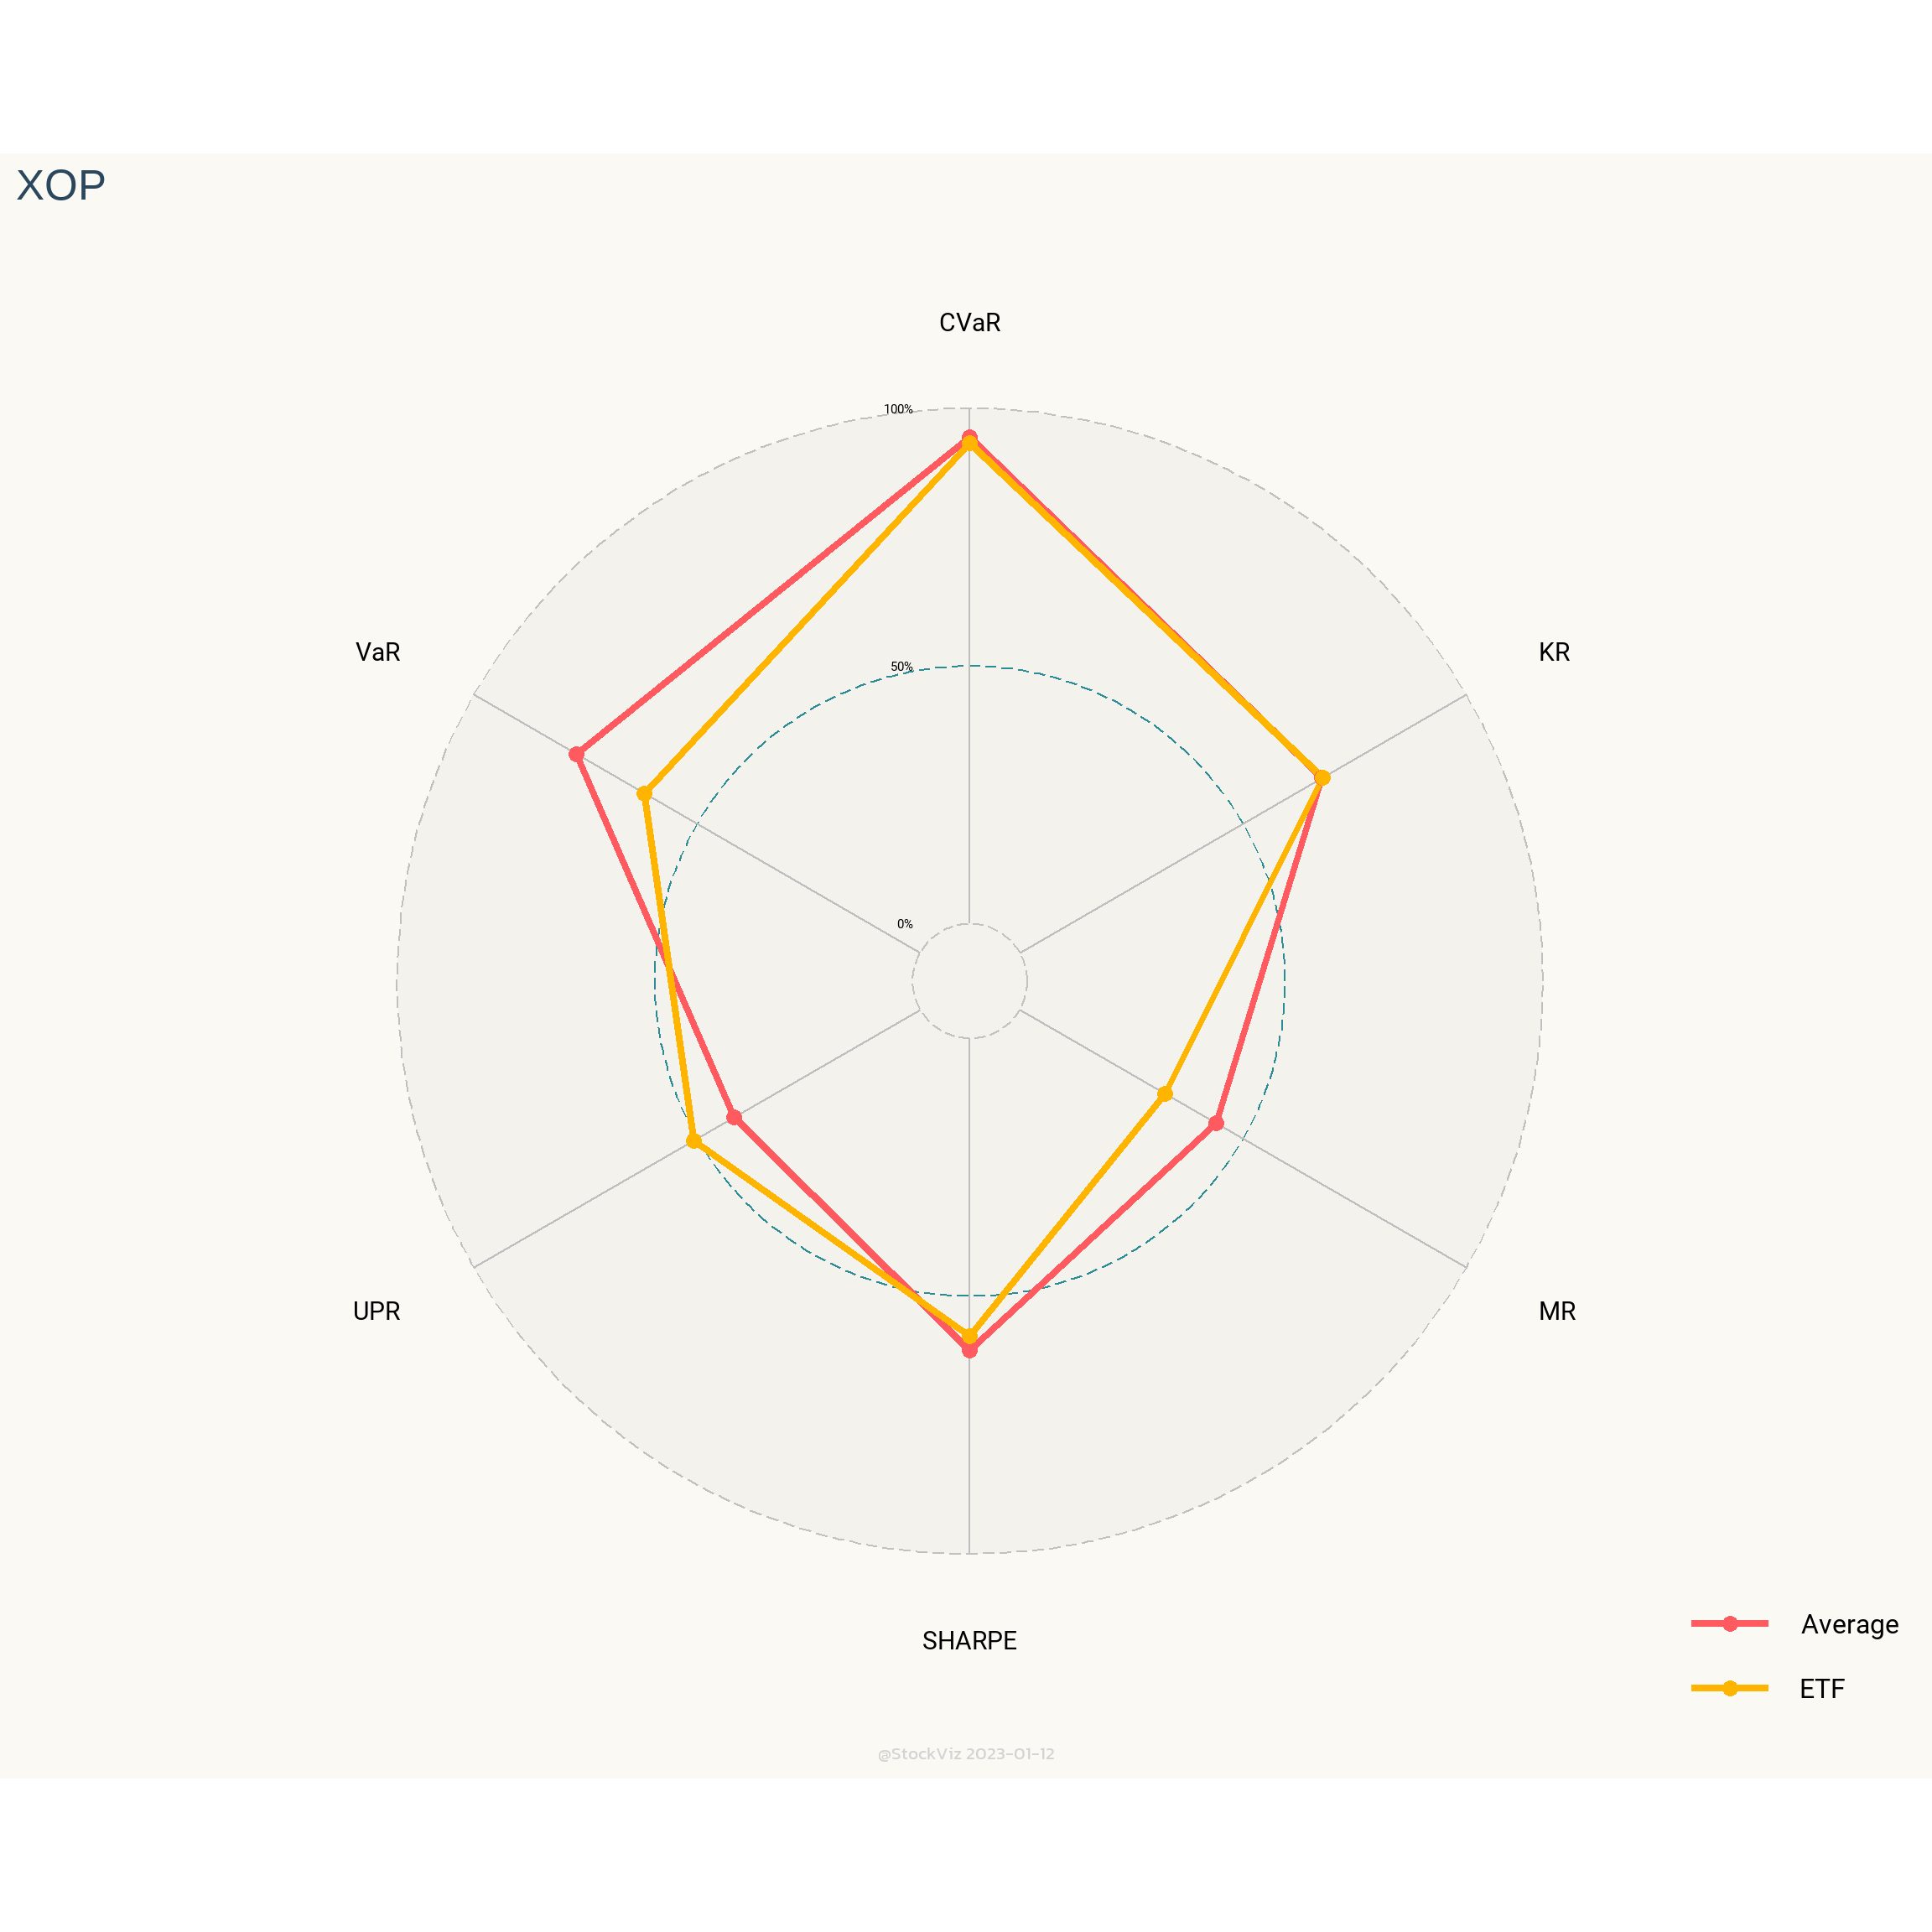 XOP
CVaR
100%
VaR
KR
50%
0%
UPR
MR
SHARPE
Average
ETF
@StockViz 2023-01-12